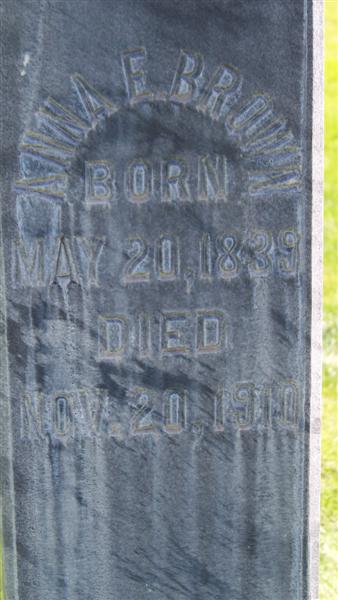 ANNA E. BROWN
BORN
MAY 20, 1839
DIED
NOV. 20, 1910